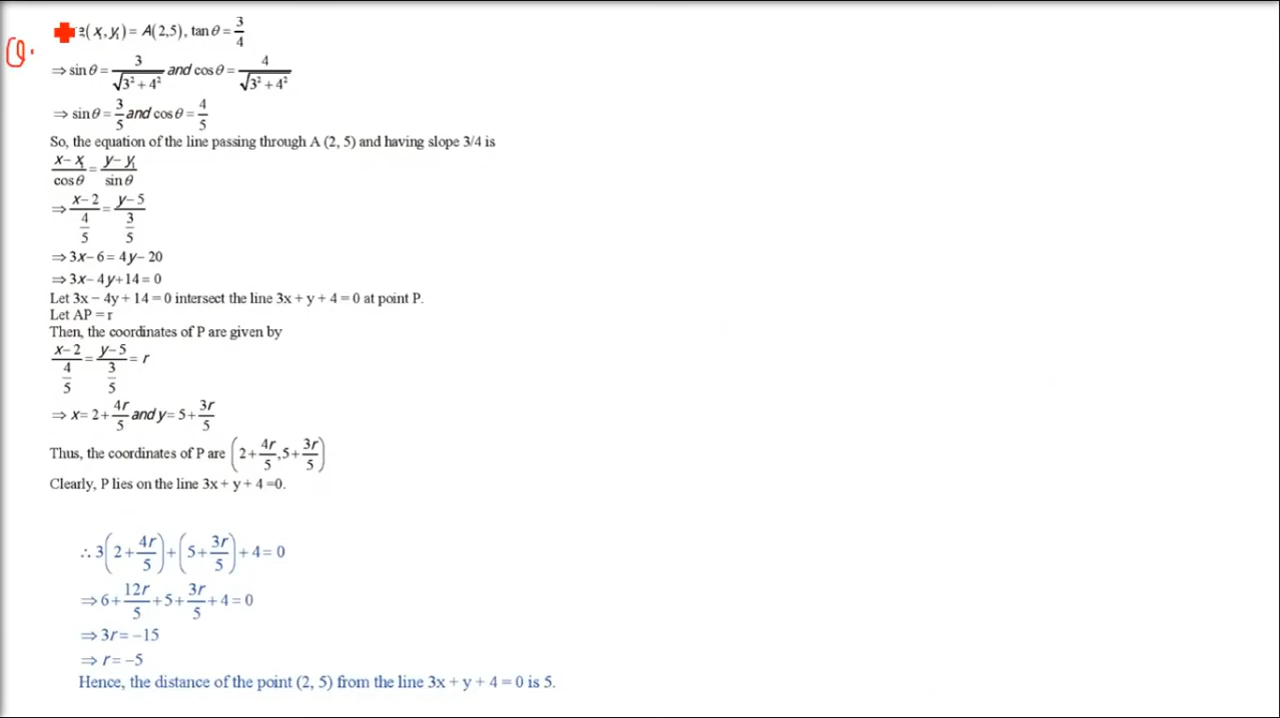 Q.
(x₁, y₁) = A(2,5), tan θ = 3/4
⇒ sin θ = 3/√(3² + 4²) and cos θ = 4/√(3² + 4²)
⇒ sin θ = 3/5 and cos θ = 4/5
So, the equation of the line passing through A (2, 5) and having slope 3/4 is
(x − x₁)/cos θ = (y − y₁)/sin θ
⇒ (x − 2)/(4/5) = (y − 5)/(3/5)
⇒ 3x − 6 = 4y − 20
⇒ 3x − 4y + 14 = 0
Let 3x − 4y + 14 = 0 intersect the line 3x + y + 4 = 0 at point P.
Let AP = r
Then, the coordinates of P are given by
(x − 2)/(4/5) = (y − 5)/(3/5) = r
⇒ x = 2 + 4r/5 and y = 5 + 3r/5
Thus, the coordinates of P are (2 + 4r/5, 5 + 3r/5)
Clearly, P lies on the line 3x + y + 4 =0.
∴ 3(2 + 4r/5) + (5 + 3r/5) + 4 = 0
⇒ 6 + 12r/5 + 5 + 3r/5 + 4 = 0
⇒ 3r = −15
⇒ r = −5
Hence, the distance of the point (2, 5) from the line 3x + y + 4 = 0 is 5.